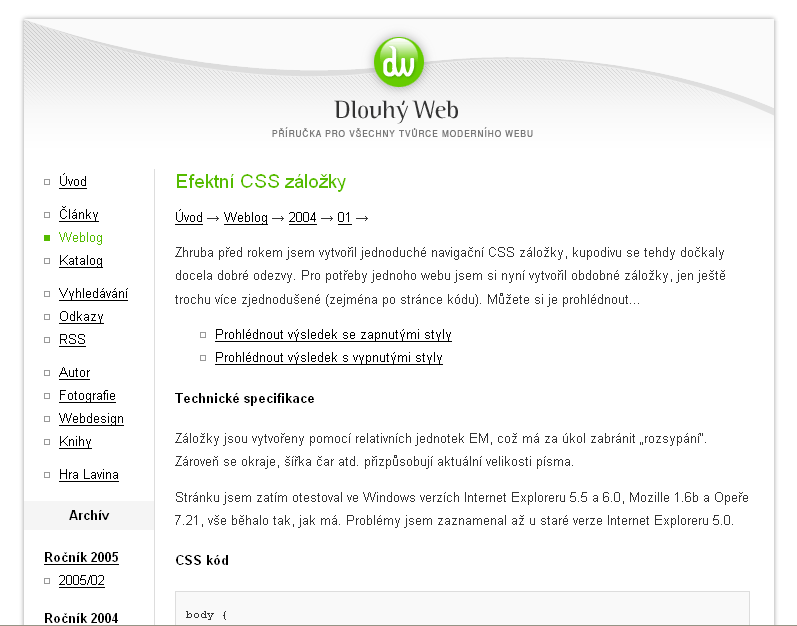 dw
Dlouhý Web
PŘÍRUČKA PRO VŠECHNY TVŮRCE MODERNÍHO WEBU
Úvod
Články
Weblog
Katalog
Vyhledávání
Odkazy
RSS
Autor
Fotografie
Webdesign
Knihy
Hra Lavina
Archív
Ročník 2005
2005/02
Ročník 2004
Efektní CSS záložky
Úvod → Weblog → 2004 → 01 →
Zhruba před rokem jsem vytvořil jednoduché navigační CSS záložky, kupodivu se tehdy dočkaly
docela dobré odezvy. Pro potřeby jednoho webu jsem si nyní vytvořil obdobné záložky, jen ještě
trochu více zjednodušené (zejména po stránce kódu). Můžete si je prohlédnout...
Prohlédnout výsledek se zapnutými styly
Prohlédnout výsledek s vypnutými styly
Technické specifikace
Záložky jsou vytvořeny pomocí relativních jednotek EM, což má za úkol zabránit „rozsypání“.
Zároveň se okraje, šířka čar atd. přizpůsobují aktuální velikosti písma.
Stránku jsem zatím otestoval ve Windows verzích Internet Exploreru 5.5 a 6.0, Mozille 1.6b a Opeře
7.21, vše běhalo tak, jak má. Problémy jsem zaznamenal až u staré verze Internet Exploreru 5.0.
CSS kód
body {